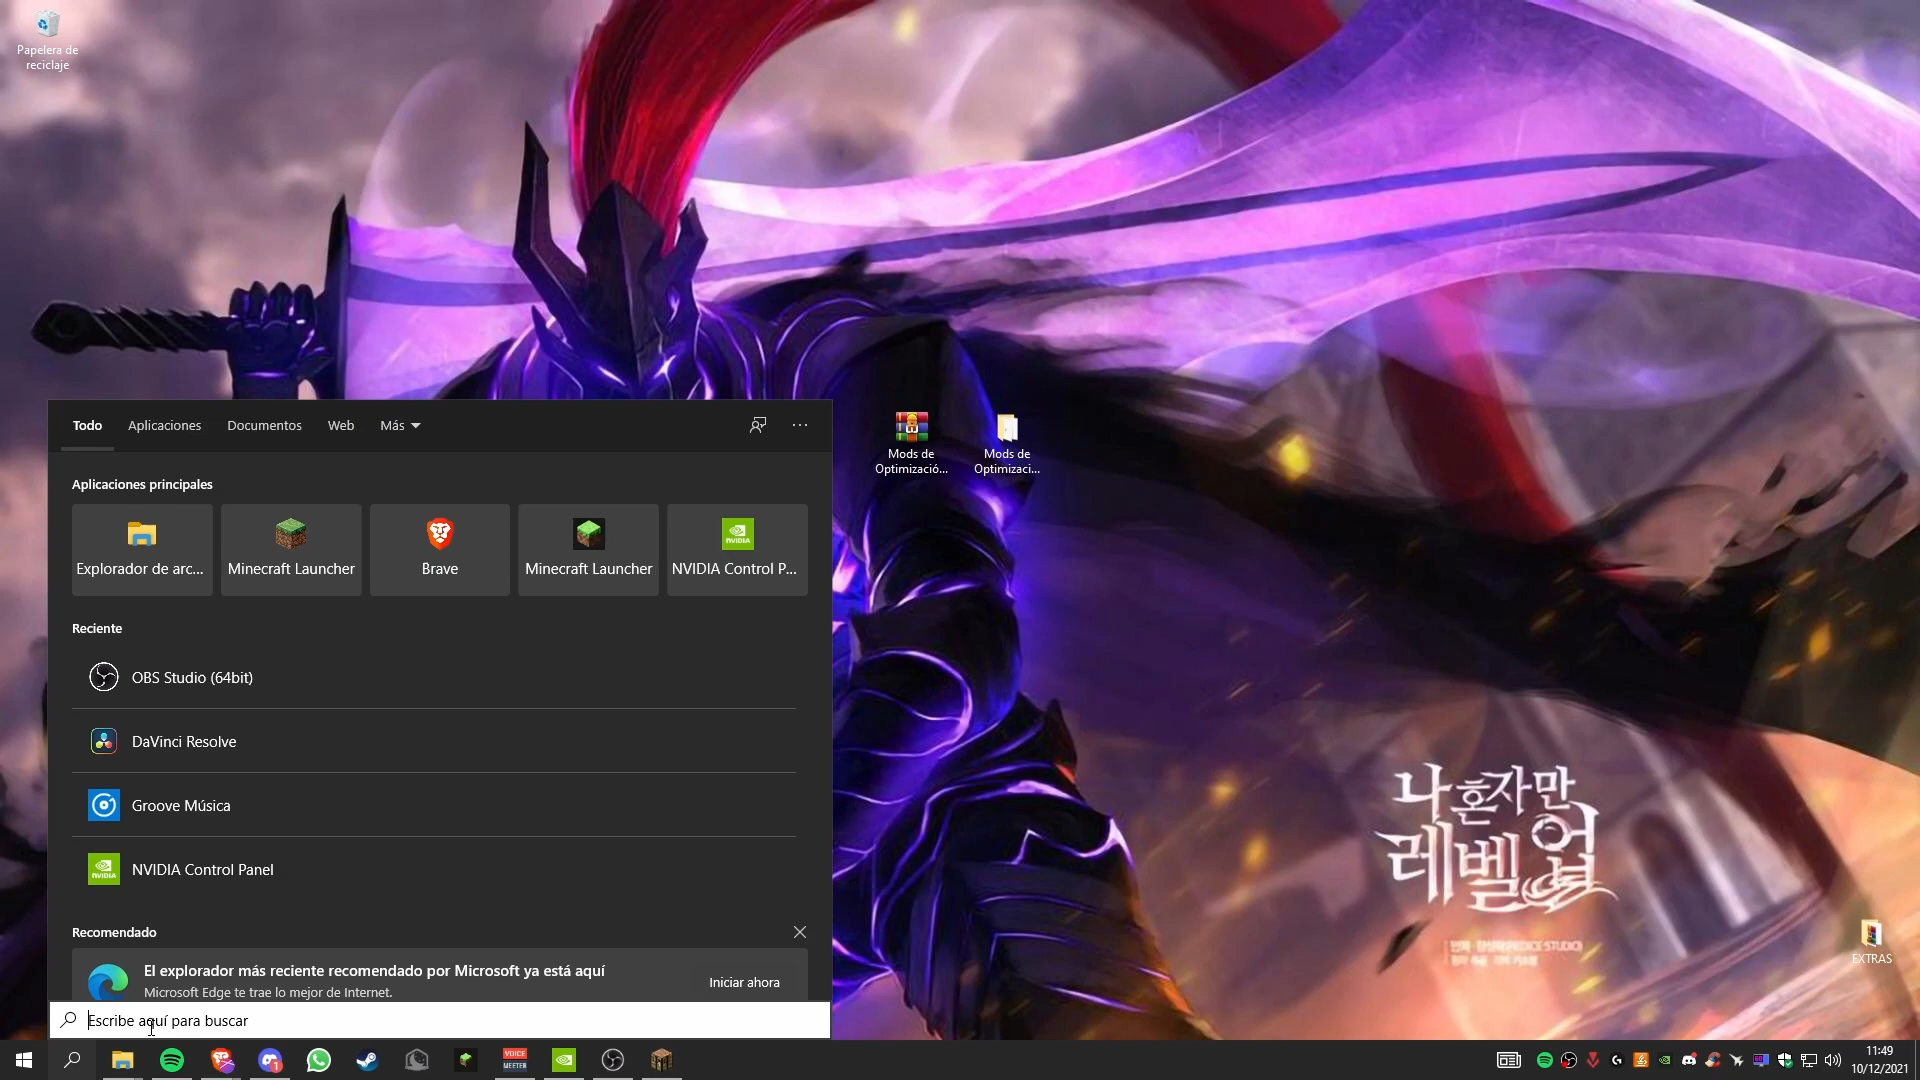 Papelera de
reciclaje
Todo
Aplicaciones
Documentos
Web
Más
Aplicaciones principales
Explorador de arc...
Minecraft Launcher
Brave
Minecraft Launcher
NVIDIA Control P...
Reciente
OBS Studio (64bit)
DaVinci Resolve
Groove Música
NVIDIA Control Panel
Recomendado
El explorador más reciente recomendado por Microsoft ya está aquí
Microsoft Edge te trae lo mejor de Internet.
Iniciar ahora
Escribe aquí para buscar
Mods de
Optimizació...
Mods de
Optimizaci...
나 혼자만
레벨업
EXTRAS
VOICE
MEETER
11:49
10/12/2021